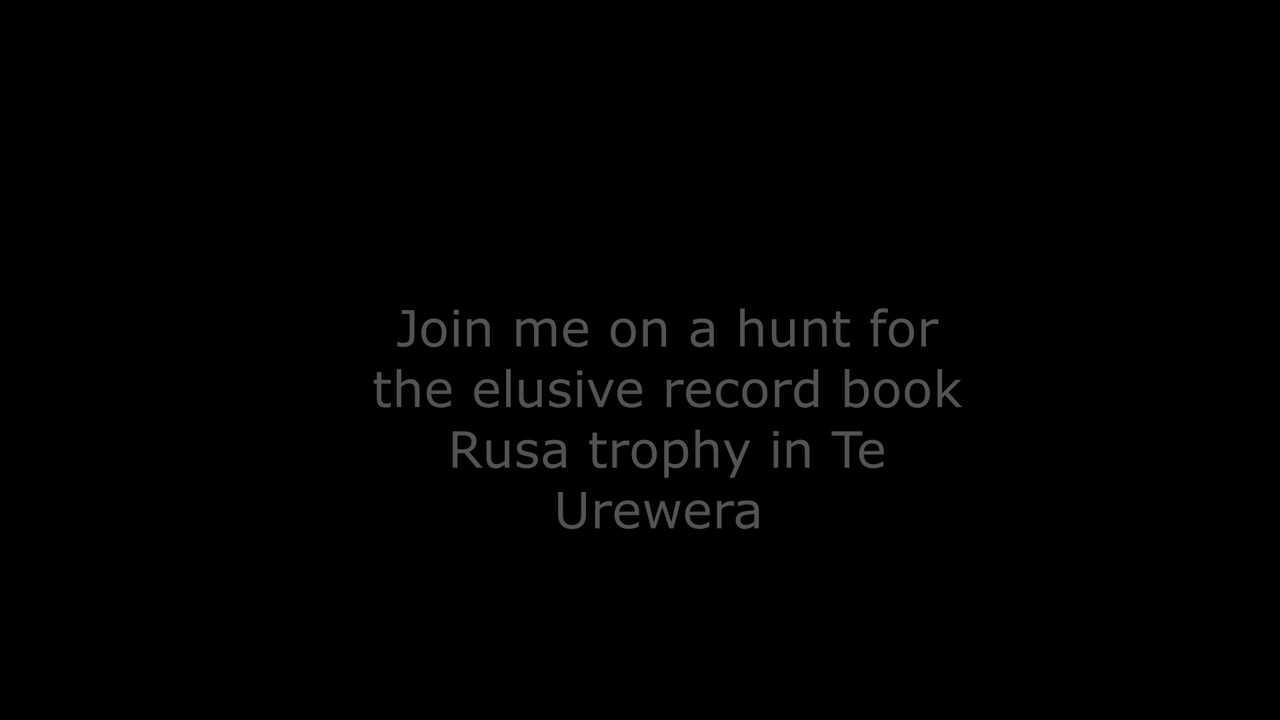 Join me on a hunt for
the elusive record book
Rusa trophy in Te
Urewera